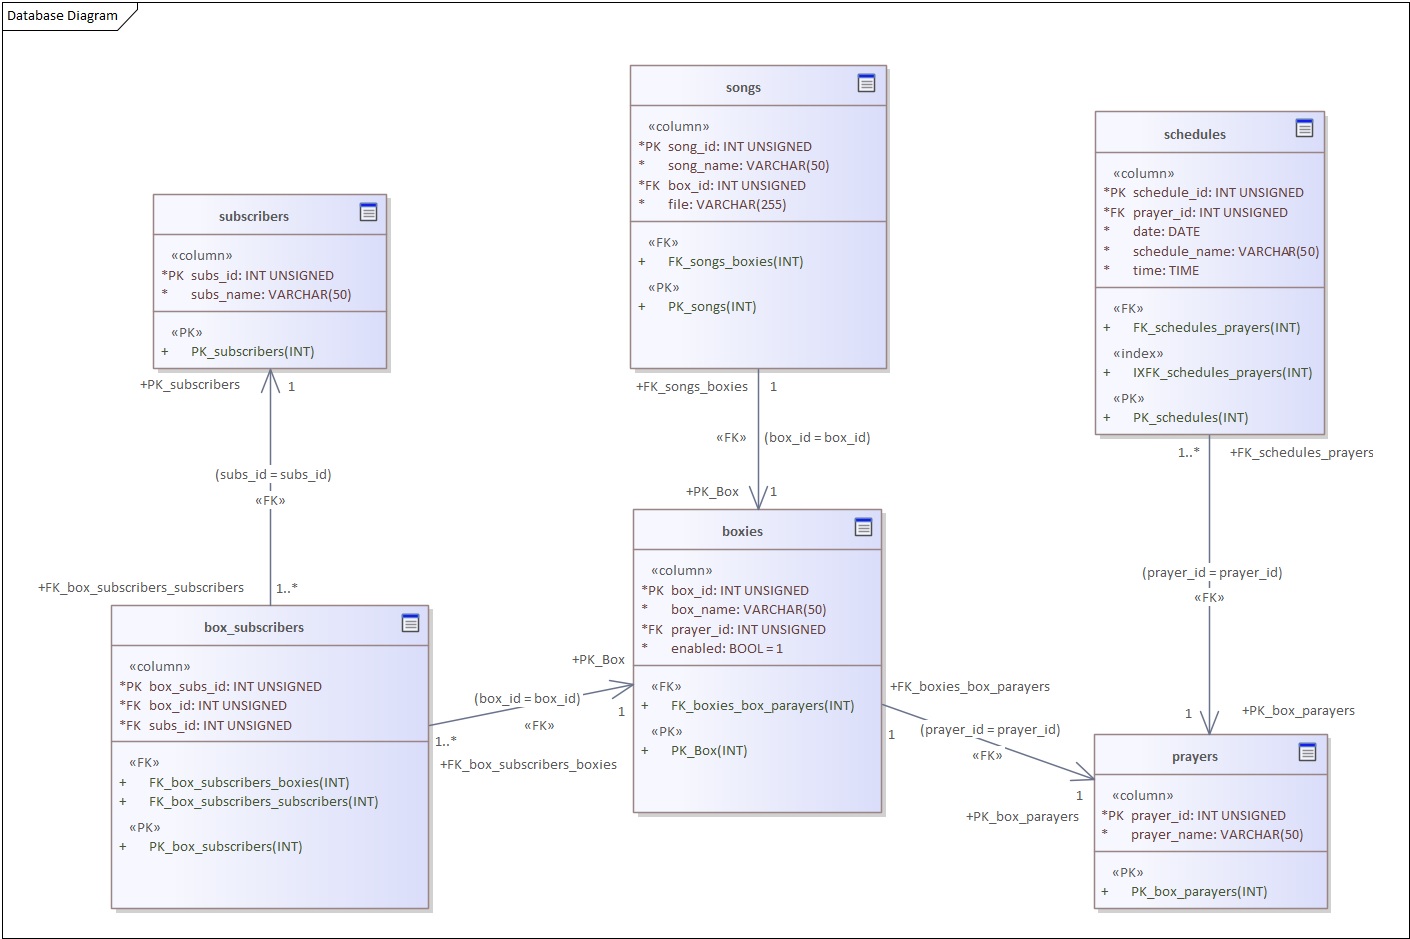 Database Diagram
songs
«column»
*PK song_id: INT UNSIGNED
* song_name: VARCHAR(50)
*FK box_id: INT UNSIGNED
* file: VARCHAR(255)
«FK»
+ FK_songs_boxies(INT)
«PK»
+ PK_songs(INT)
schedules
«column»
*PK schedule_id: INT UNSIGNED
*FK prayer_id: INT UNSIGNED
* date: DATE
* schedule_name: VARCHAR(50)
* time: TIME
«FK»
+ FK_schedules_prayers(INT)
«index»
+ IXFK_schedules_prayers(INT)
«PK»
+ PK_schedules(INT)
subscribers
«column»
*PK subs_id: INT UNSIGNED
* subs_name: VARCHAR(50)
«PK»
+ PK_subscribers(INT)
+PK_subscribers 1
(subs_id = subs_id)
«FK»
+FK_box_subscribers_subscribers 1..*
+FK_songs_boxies 1
«FK» (box_id = box_id)
+PK_Box 1
1..* +FK_schedules_prayers
(prayer_id = prayer_id)
«FK»
1 +PK_box_parayers
box_subscribers
«column»
*PK box_subs_id: INT UNSIGNED
*FK box_id: INT UNSIGNED
*FK subs_id: INT UNSIGNED
«FK»
+ FK_box_subscribers_boxies(INT)
+ FK_box_subscribers_subscribers(INT)
«PK»
+ PK_box_subscribers(INT)
+PK_Box
(box_id = box_id)
1
«FK»
1..*
+FK_box_subscribers_boxies
boxies
«column»
*PK box_id: INT UNSIGNED
* box_name: VARCHAR(50)
*FK prayer_id: INT UNSIGNED
* enabled: BOOL = 1
«FK»
+ FK_boxies_box_parayers(INT)
«PK»
+ PK_Box(INT)
+FK_boxies_box_parayers
1
(prayer_id = prayer_id)
«FK»
1
+PK_box_parayers
prayers
«column»
*PK prayer_id: INT UNSIGNED
* prayer_name: VARCHAR(50)
«PK»
+ PK_box_parayers(INT)